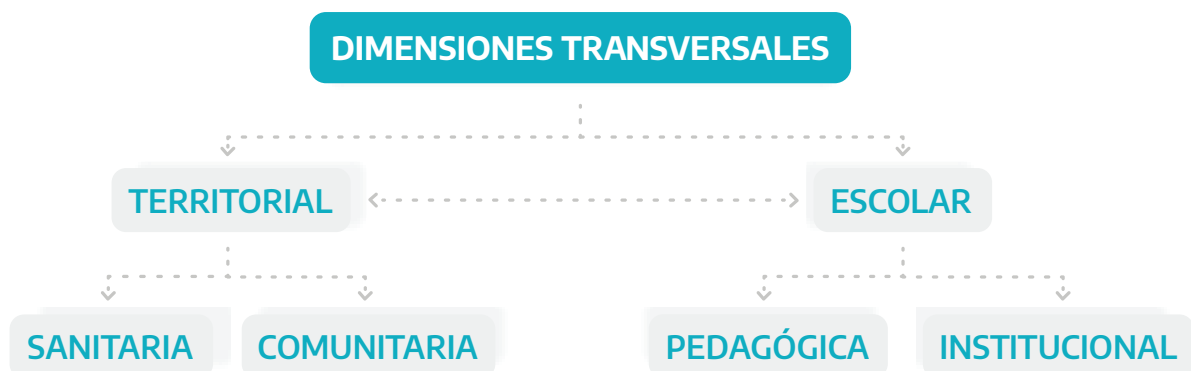 DIMENSIONES TRANSVERSALES
TERRITORIAL
ESCOLAR
SANITARIA
COMUNITARIA
PEDAGÓGICA
INSTITUCIONAL